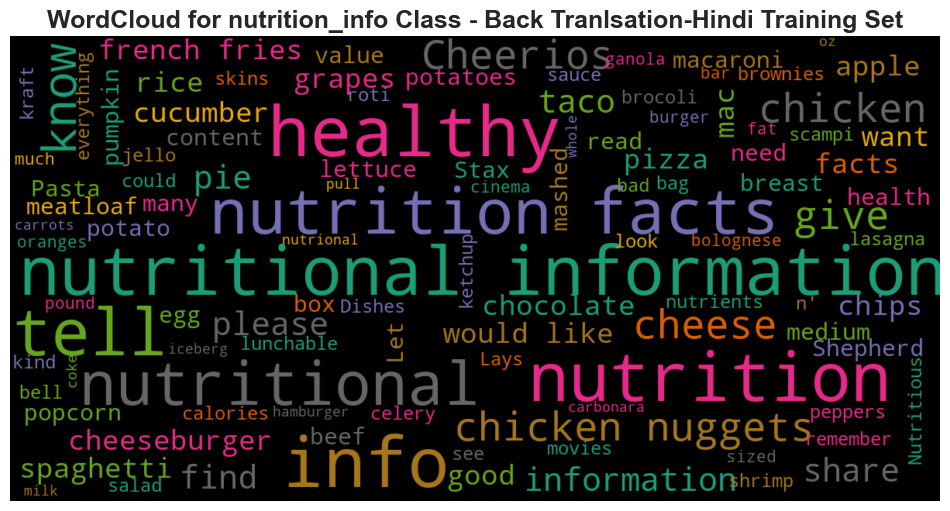 WordCloud for nutrition_info Class - Back Tranlsation-Hindi Training Set
oz
french fries value Cheerios ganola macaroni apple
kraft know everything pumpkin rice skins grapes potatoes sauce bar brownies
roti taco brocoli mac chicken
cucumber healthy burger fat scampi want
content whole read
much jello lettuce Stax pizza need facts
Pasta could pie pull cinema mashed bad bag breast health
meatloaf many nutrition facts give
carrots potato
oranges nutrional ketchup look bolognese lasagna
nutritional information
pound box Dishes chocolate nutrients n' chips
tell egg please Let would like cheese medium
iceberg lunchable Shepherd
kind coke Lays
bell nutritional nutrition Nutritious
popcorn calories hamburger celery carbonara peppers
cheeseburger info beef chicken nuggets remember
see movies sized
spaghetti find good information shrimp share
milk salad